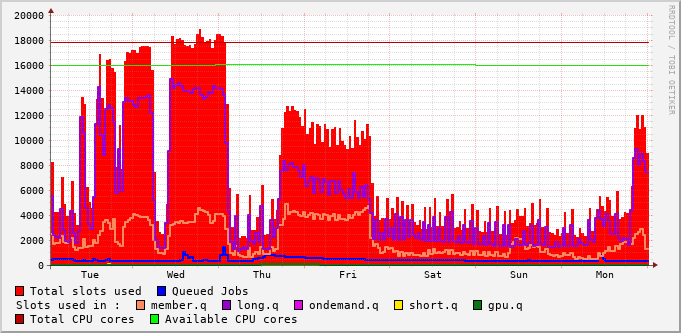 RRDTOOL / TOBI OETIKER
20000
18000
16000
14000
12000
10000
8000
6000
4000
2000
0
Tue Wed Thu Fri Sat Sun Mon
Total slots used Queued Jobs
Slots used in : member.q long.q ondemand.q short.q gpu.q
Total CPU cores Available CPU cores